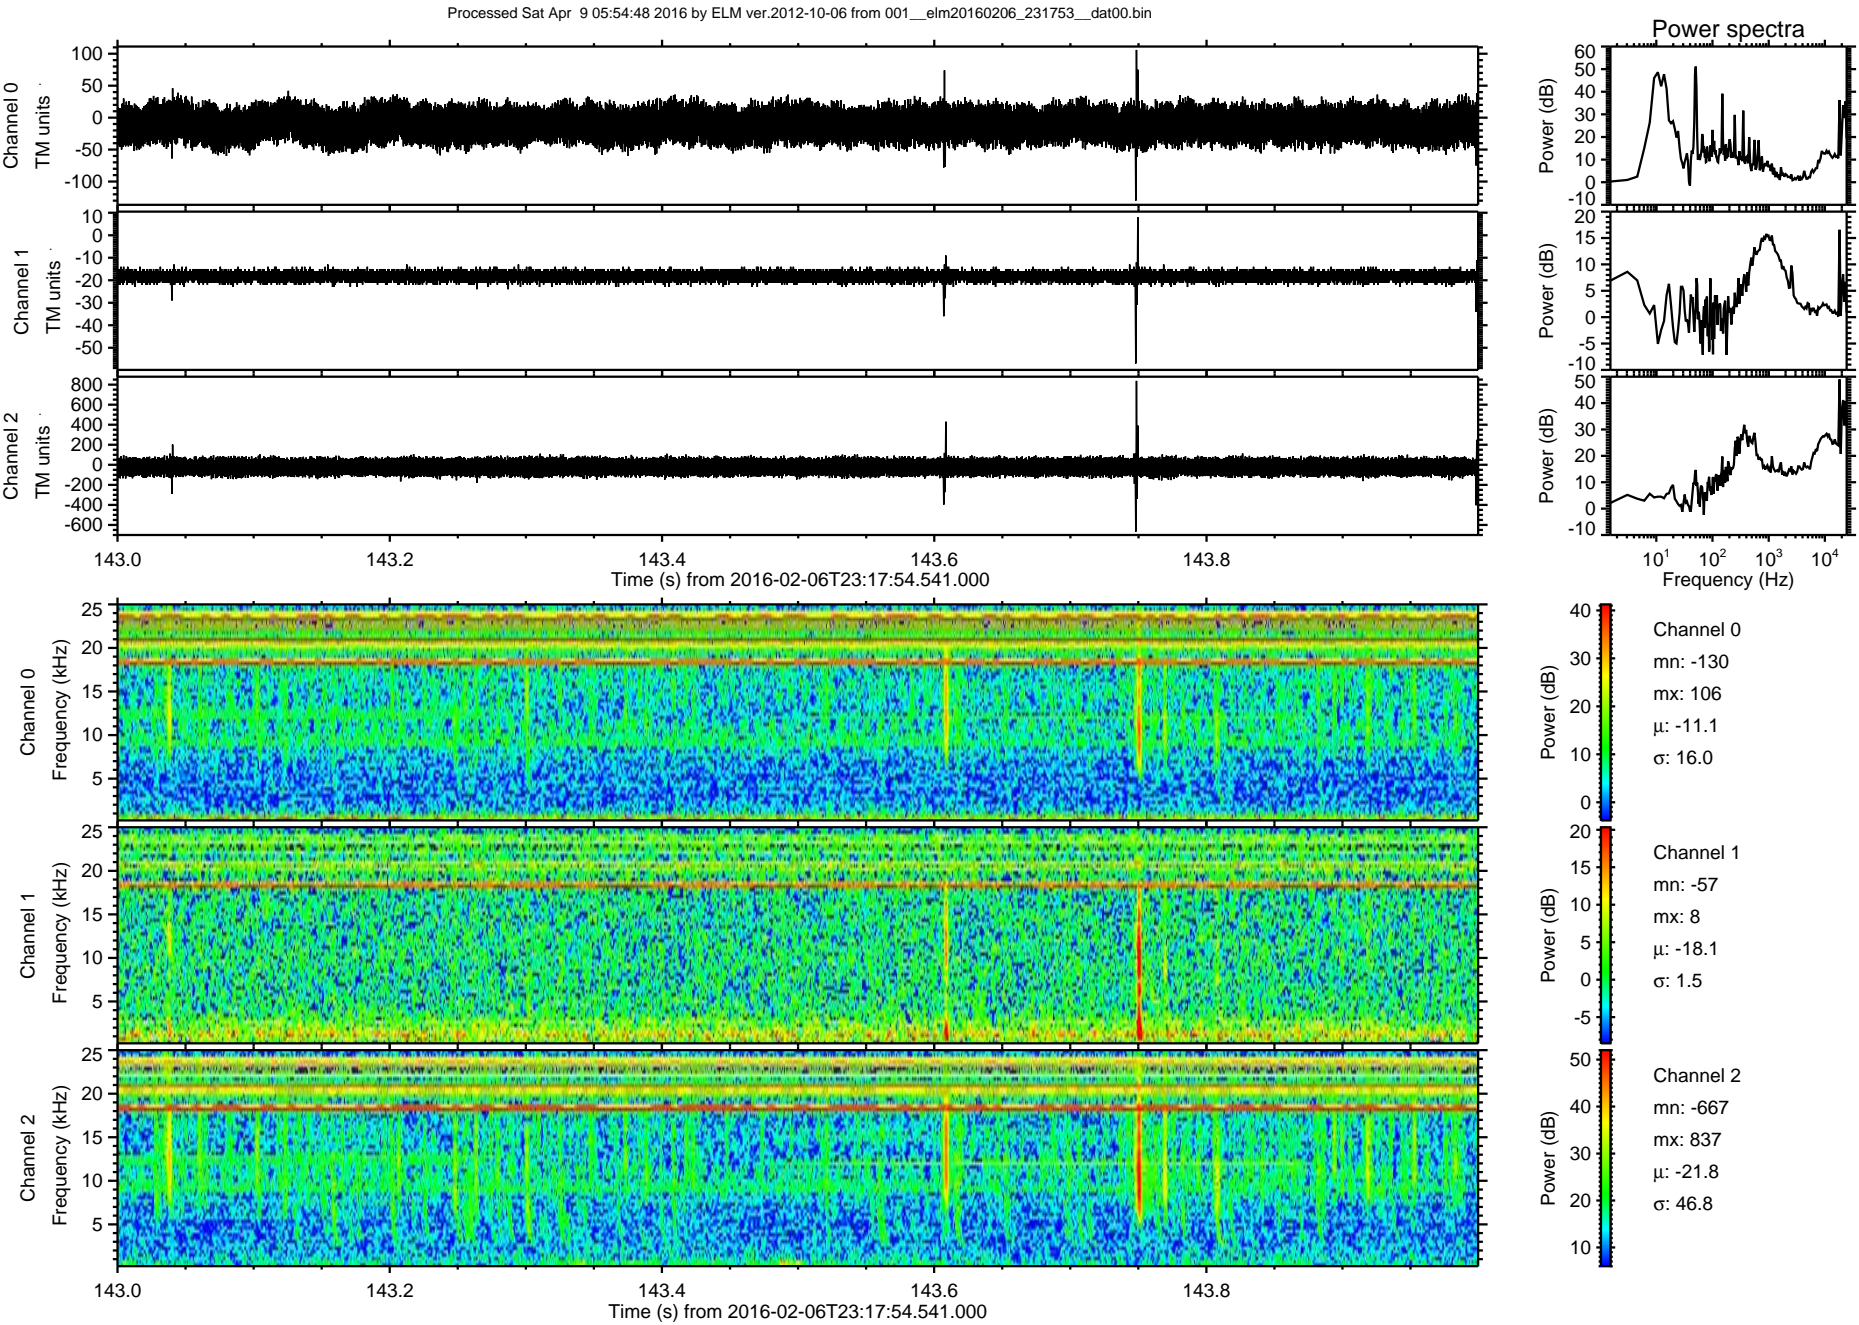 Processed Sat Apr  9 05:54:48 2016 by ELM ver.2012-10-06 from 001__elm20160206_231753__dat00.bin
Power spectra
Channel 0
TM units
100
50
0
-50
-100
Power (dB)
60
50
40
30
20
10
0
-10
Channel 1
TM units
10
0
-10
-20
-30
-40
-50
Power (dB)
20
15
10
5
0
-5
-10
Channel 2
TM units
800
600
400
200
0
-200
-400
-600
Power (dB)
50
40
30
20
10
0
-10
143.0 143.2 143.4 143.6 143.8
Time (s) from 2016-02-06T23:17:54.541.000
10¹ 10² 10³ 10⁴
Frequency (Hz)
Channel 0
Frequency (kHz)
25
20
15
10
5
Power (dB)
40
30
20
10
0
Channel 0
mn: -130
mx: 106
μ: -11.1
σ: 16.0
Channel 1
Frequency (kHz)
25
20
15
10
5
Power (dB)
20
15
10
5
0
-5
Channel 1
mn: -57
mx: 8
μ: -18.1
σ: 1.5
Channel 2
Frequency (kHz)
25
20
15
10
5
Power (dB)
50
40
30
20
10
Channel 2
mn: -667
mx: 837
μ: -21.8
σ: 46.8
143.0 143.2 143.4 143.6 143.8
Time (s) from 2016-02-06T23:17:54.541.000